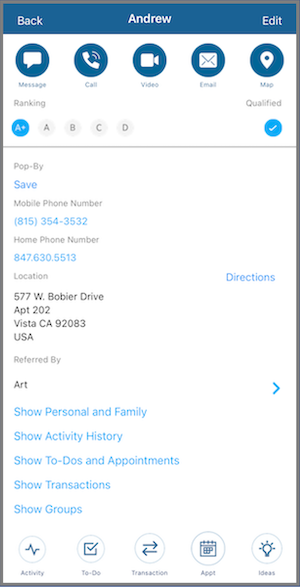 Back Andrew Edit
Message Call Video Email Map
Ranking Qualified
A+ A B C D
Pop-By
Save
Mobile Phone Number
(815) 354-3532
Home Phone Number
847.630.5513
Location Directions
577 W. Bobier Drive
Apt 202
Vista CA 92083
USA
Referred By
Art
Show Personal and Family
Show Activity History
Show To-Dos and Appointments
Show Transactions
Show Groups
Activity To-Do Transaction Appt Ideas